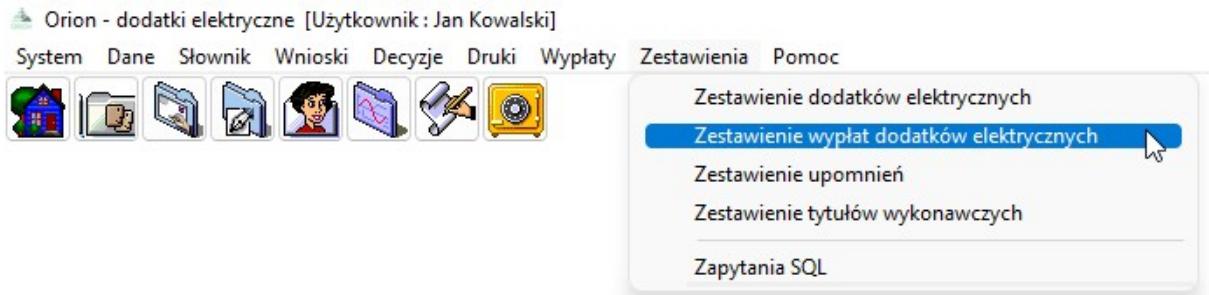 Orion - dodatki elektryczne [Użytkownik : Jan Kowalski]
System Dane Słownik Wnioski Decyzje Druki Wypłaty Zestawienia Pomoc
Zestawienie dodatków elektrycznych
Zestawienie wypłat dodatków elektrycznych
Zestawienie upomnień
Zestawienie tytułów wykonawczych
Zapytania SQL